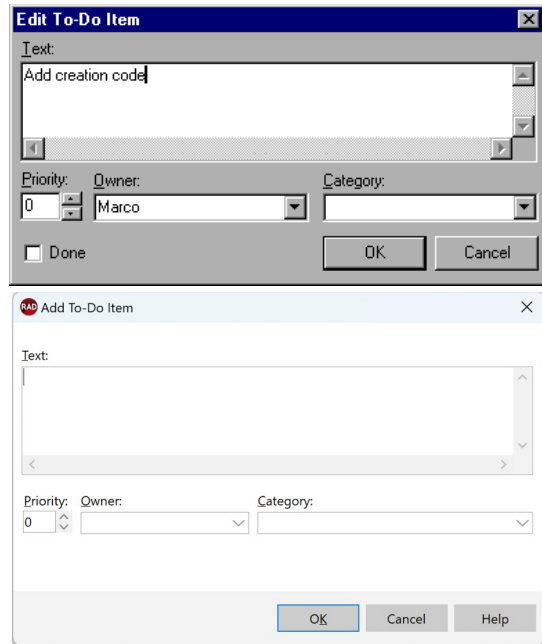 Edit To-Do Item
Text:
Add creation code
Priority: Owner: Category:
0 Marco
Done OK Cancel
RAD Add To-Do Item
Text:
Priority: Owner: Category:
0
OK Cancel Help